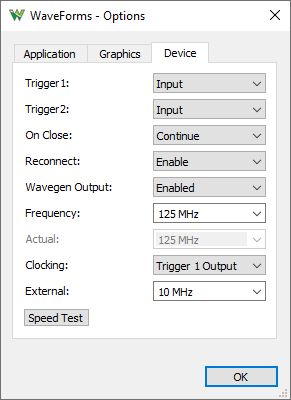 WaveForms - Options
Application Graphics Device
Trigger1: Input
Trigger2: Input
On Close: Continue
Reconnect: Enable
Wavegen Output: Enabled
Frequency: 125 MHz
Actual: 125 MHz
Clocking: Trigger 1 Output
External: 10 MHz
Speed Test
OK